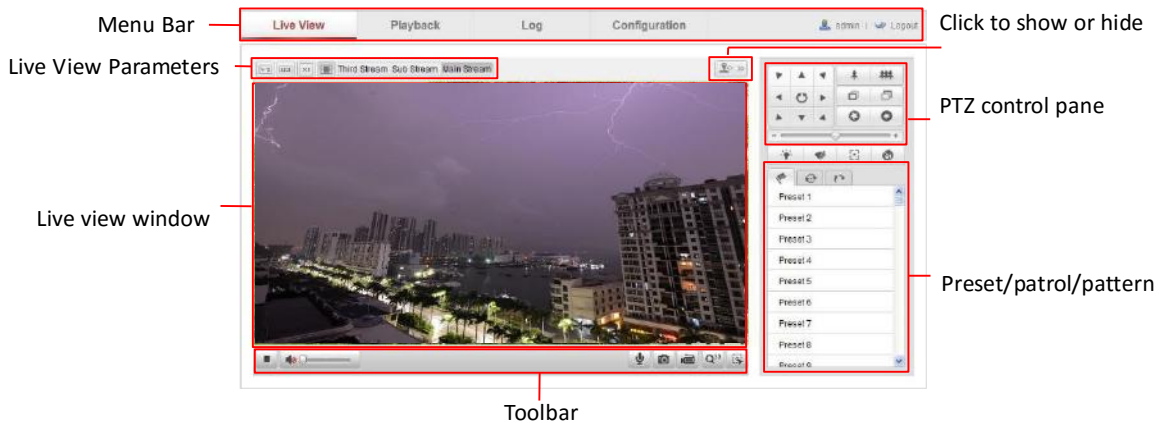 Menu Bar
Live View Playback Log Configuration admin | Logout
Click to show or hide
Live View Parameters
Third Stream Sub Stream Main Stream
PTZ control pane
Live view window
Preset 1
Preset 2
Preset 3
Preset 4
Preset 5
Preset 6
Preset 7
Preset 8
Preset 9
Preset/patrol/pattern
Toolbar